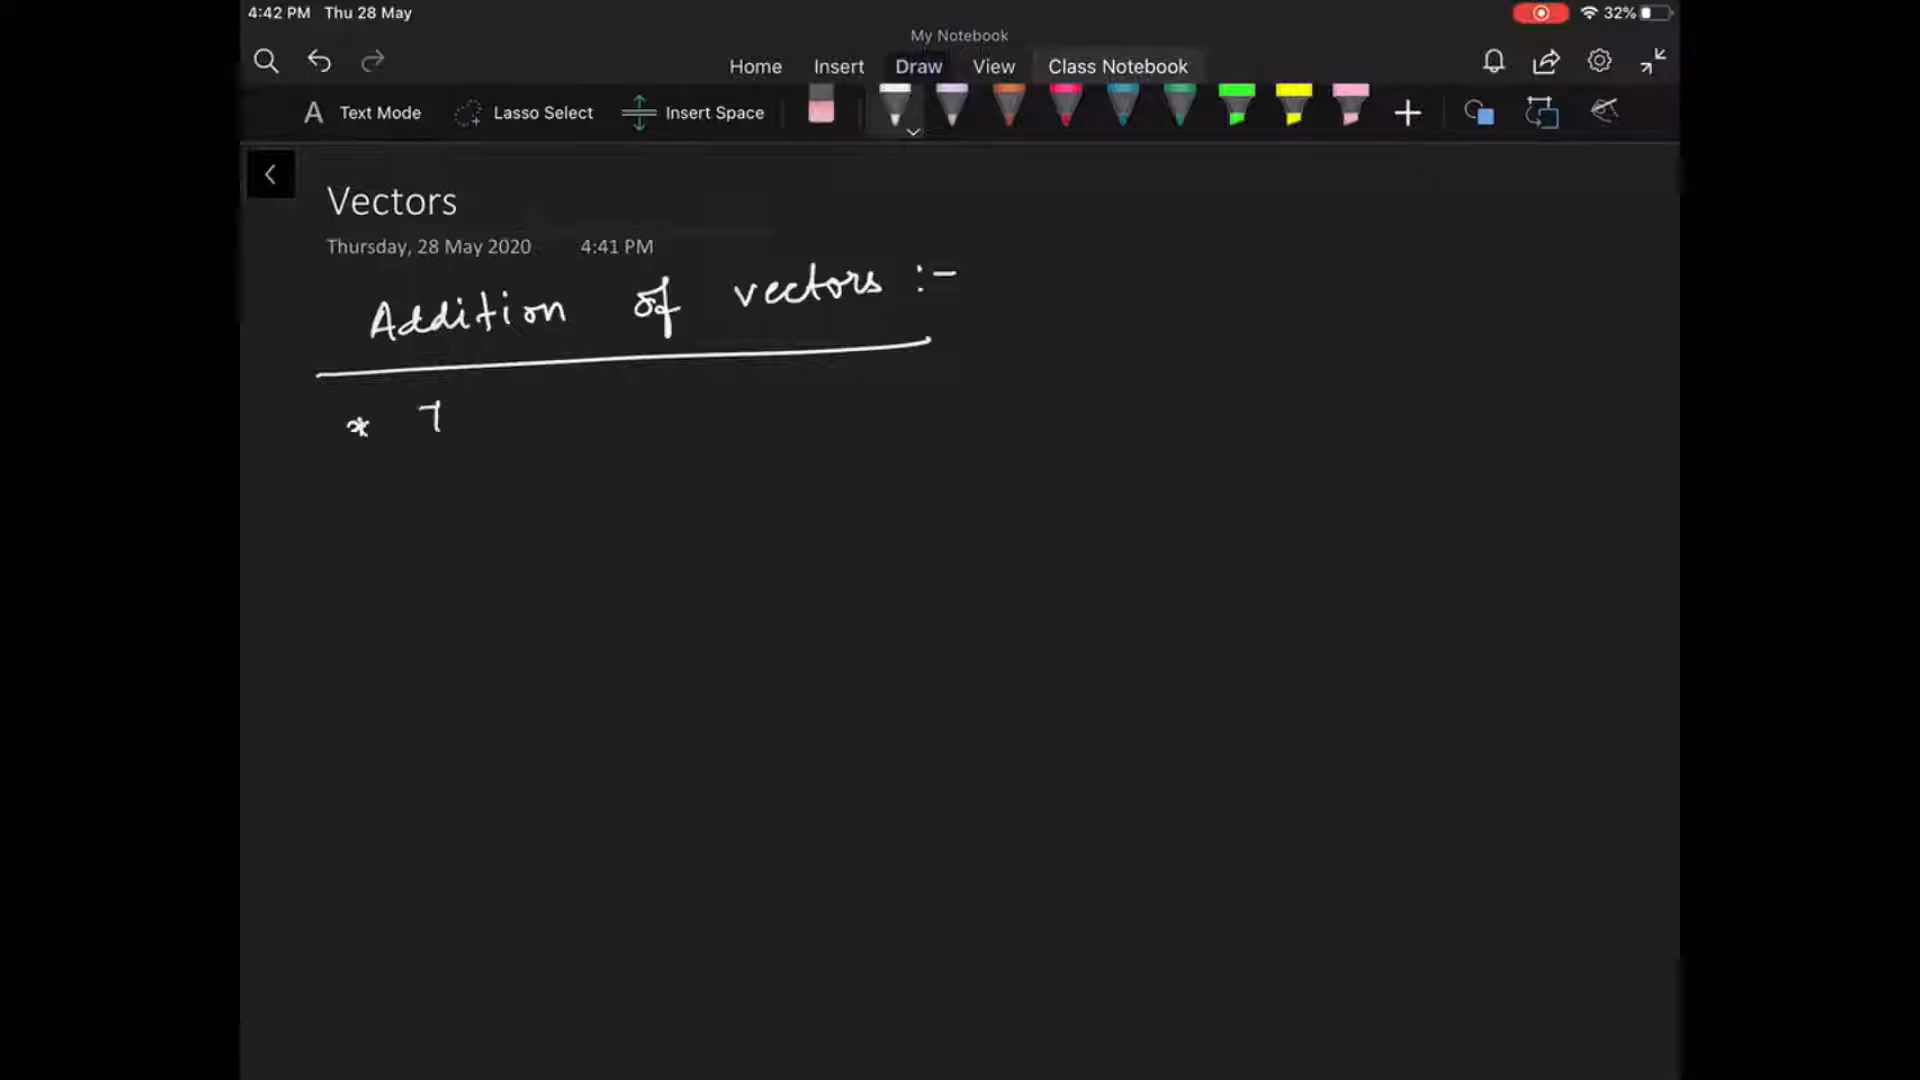 4:42 PM Thu 28 May 32%
My Notebook
Home Insert Draw View Class Notebook
A Text Mode Lasso Select Insert Space
Vectors
Thursday, 28 May 2020 4:41 PM
Addition of vectors :-
* T